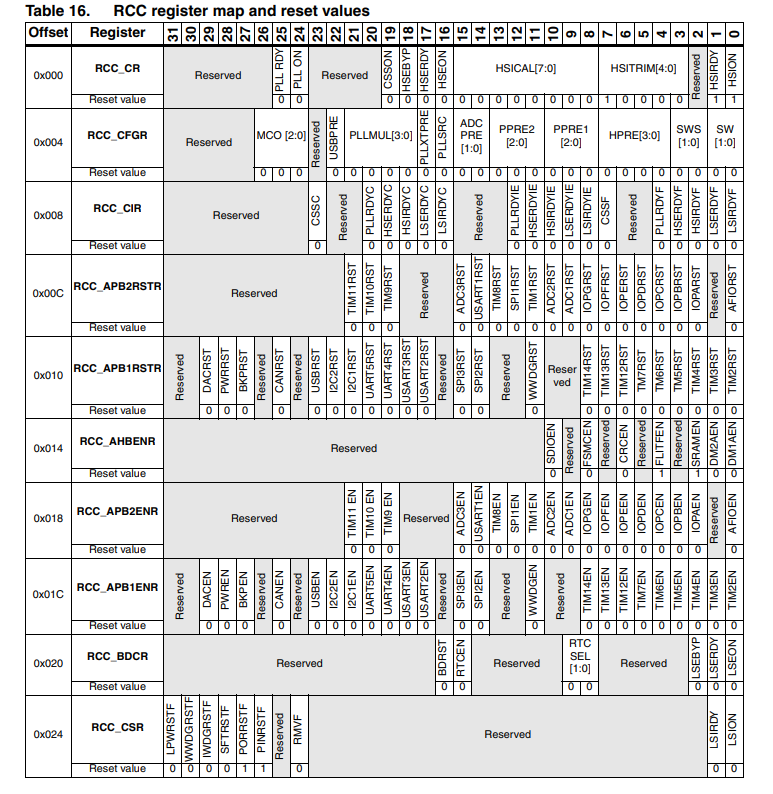 Table 16. RCC register map and reset values
Offset Register 31 30 29 28 27 26 25 24 23 22 21 20 19 18 17 16 15 14 13 12 11 10 9 8 7 6 5 4 3 2 1 0
0x000 RCC_CR Reserved PLL RDY PLL ON Reserved CSSON HSEBYP HSERDY HSEON HSICAL[7:0] HSITRIM[4:0] Reserved HSIRDY HSION
Reset value 0 0 0 0 0 0 0 0 0 0 0 0 0 0 1 0 0 0 0 1 1
0x004 RCC_CFGR Reserved MCO [2:0] Reserved USBPRE PLLMUL[3:0] PLLXTPRE PLLSRC ADC PRE [1:0] PPRE2 [2:0] PPRE1 [2:0] HPRE[3:0] SWS [1:0] SW [1:0]
Reset value 0 0 0 0 0 0 0 0 0 0 0 0 0 0 0 0 0 0 0 0 0 0 0 0 0 0
0x008 RCC_CIR Reserved CSSC Reserved PLLRDYC HSERDYC HSIRDYC LSERDYC LSIRDYC Reserved PLLRDYIE HSERDYIE HSIRDYIE LSERDYIE LSIRDYIE CSSF Reserved PLLRDYF HSERDYF HSIRDYF LSERDYF LSIRDYF
Reset value 0 0 0 0 0 0 0 0 0 0 0 0 0 0 0 0 0
0x00C RCC_APB2RSTR Reserved TIM11RST TIM10RST TIM9RST Reserved ADC3RST USART1RST TIM8RST SPI1RST TIM1RST ADC2RST ADC1RST IOPGRST IOPFRST IOPERST IOPDRST IOPCRST IOPBRST IOPARST Reserved AFIORST
Reset value 0 0 0 0 0 0 0 0 0 0 0 0 0 0 0 0 0 0
0x010 RCC_APB1RSTR Reserved DACRST PWRRST BKPRST Reserved CANRST Reserved USBRST I2C2RST I2C1RST UART5RST UART4RST USART3RST USART2RST Reserved SPI3RST SPI2RST Reserved WWDGRST Reser ved TIM14RST TIM13RST TIM12RST TIM7RST TIM6RST TIM5RST TIM4RST TIM3RST TIM2RST
Reset value 0 0 0 0 0 0 0 0 0 0 0 0 0 0 0 0 0 0 0 0 0 0 0
0x014 RCC_AHBENR Reserved SDIOEN Reserved FSMCEN Reserved CRCEN Reserved FLITFEN Reserved SRAMEN DM2AEN DM1AEN
Reset value 0 0 0 1 1 0 0
0x018 RCC_APB2ENR Reserved TIM11 EN TIM10 EN TIM9 EN Reserved ADC3EN USART1EN TIM8EN SPI1EN TIM1EN ADC2EN ADC1EN IOPGEN IOPFEN IOPEEN IOPDEN IOPCEN IOPBEN IOPAEN Reserved AFIOEN
Reset value 0 0 0 0 0 0 0 0 0 0 0 0 0 0 0 0 0 0
0x01C RCC_APB1ENR Reserved DACEN PWREN BKPEN Reserved CANEN Reserved USBEN I2C2EN I2C1EN UART5EN UART4EN USART3EN USART2EN Reserved SPI3EN SPI2EN Reserved WWDGEN Reserved TIM14EN TIM13EN TIM12EN TIM7EN TIM6EN TIM5EN TIM4EN TIM3EN TIM2EN
Reset value 0 0 0 0 0 0 0 0 0 0 0 0 0 0 0 0 0 0 0 0 0 0 0
0x020 RCC_BDCR Reserved BDRST RTCEN Reserved RTC SEL [1:0] Reserved LSEBYP LSERDY LSEON
Reset value 0 0 0 0 0 0 0
0x024 RCC_CSR LPWRSTF WWDGRSTF IWDGRSTF SFTRSTF PORRSTF PINRSTF Reserved RMVF Reserved LSIRDY LSION
Reset value 0 0 0 0 1 1 0 0 0